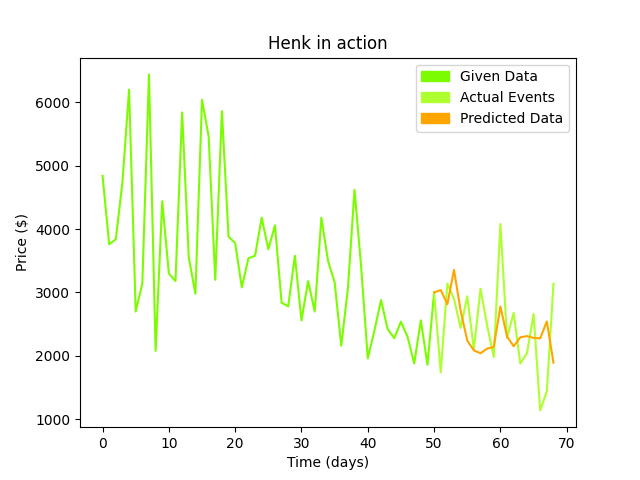 Henk in action
Given Data
Actual Events
Predicted Data
Price ($)
6000
5000
4000
3000
2000
1000
0 10 20 30 40 50 60 70
Time (days)